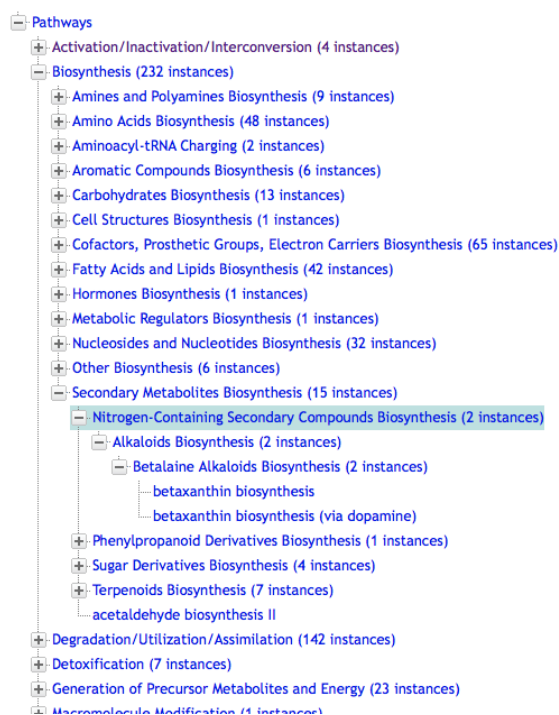 Pathways
Activation/Inactivation/Interconversion (4 instances)
Biosynthesis (232 instances)
Amines and Polyamines Biosynthesis (9 instances)
Amino Acids Biosynthesis (48 instances)
Aminoacyl-tRNA Charging (2 instances)
Aromatic Compounds Biosynthesis (6 instances)
Carbohydrates Biosynthesis (13 instances)
Cell Structures Biosynthesis (1 instances)
Cofactors, Prosthetic Groups, Electron Carriers Biosynthesis (65 instances)
Fatty Acids and Lipids Biosynthesis (42 instances)
Hormones Biosynthesis (1 instances)
Metabolic Regulators Biosynthesis (1 instances)
Nucleosides and Nucleotides Biosynthesis (32 instances)
Other Biosynthesis (6 instances)
Secondary Metabolites Biosynthesis (15 instances)
Nitrogen-Containing Secondary Compounds Biosynthesis (2 instances)
Alkaloids Biosynthesis (2 instances)
Betalaine Alkaloids Biosynthesis (2 instances)
betaxanthin biosynthesis
betaxanthin biosynthesis (via dopamine)
Phenylpropanoid Derivatives Biosynthesis (1 instances)
Sugar Derivatives Biosynthesis (4 instances)
Terpenoids Biosynthesis (7 instances)
acetaldehyde biosynthesis II
Degradation/Utilization/Assimilation (142 instances)
Detoxification (7 instances)
Generation of Precursor Metabolites and Energy (23 instances)
Macromolecule Modification (1 instances)